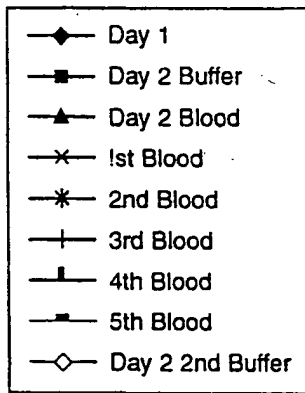 Day 1
Day 2 Buffer
Day 2 Blood
!st Blood
2nd Blood
3rd Blood
4th Blood
5th Blood
Day 2 2nd Buffer